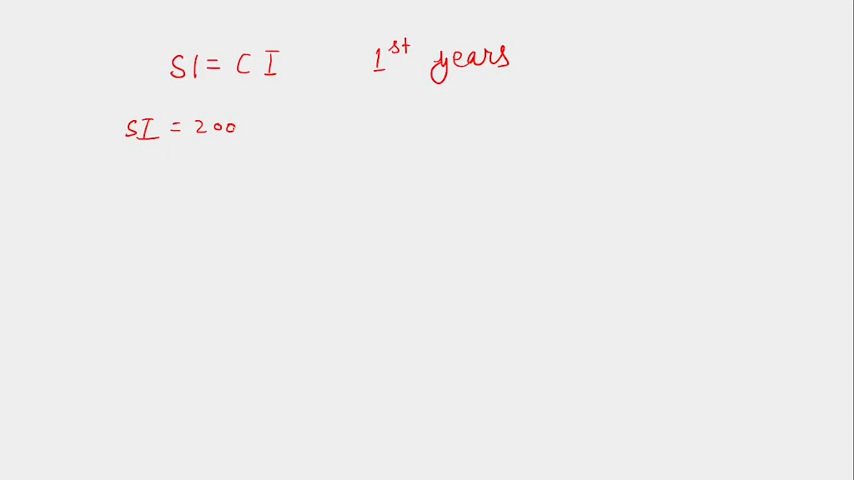 SI = CI 1st years
SI = 200